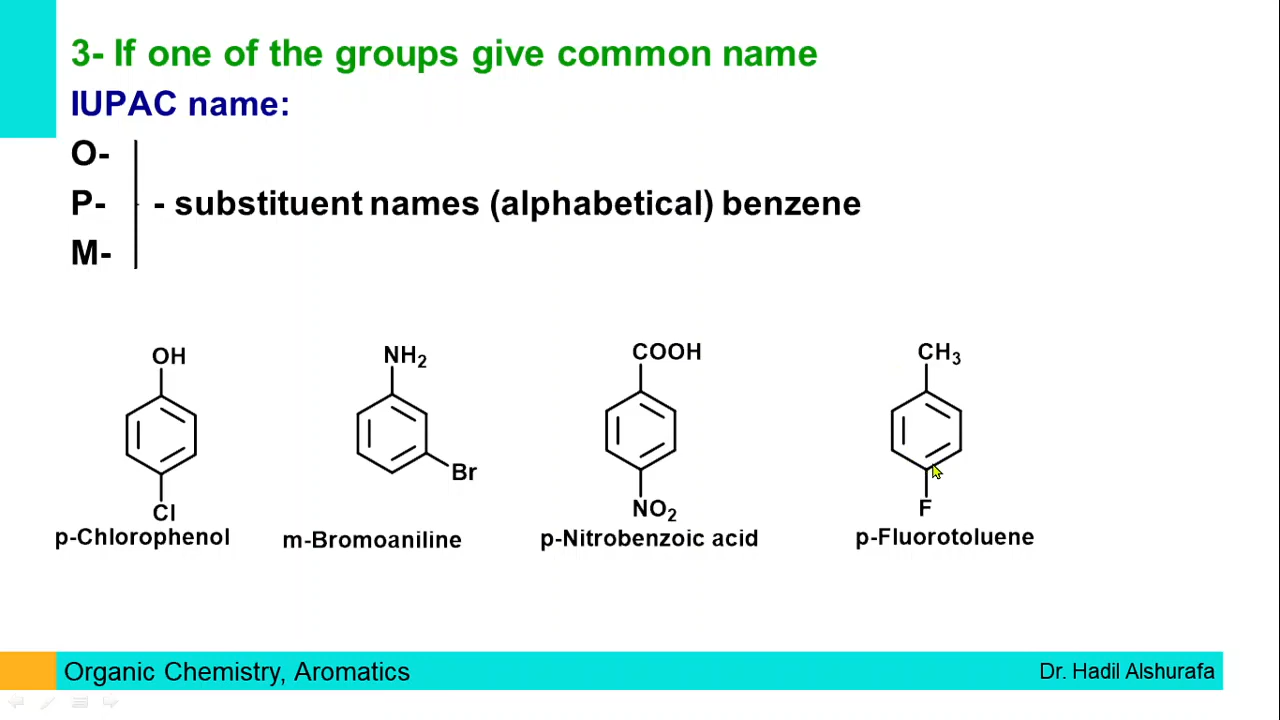 3- If one of the groups give common name
IUPAC name:
O-
P- - substituent names (alphabetical) benzene
M-
OH
NH2
COOH
CH3
Br
Cl
NO2
F
p-Chlorophenol
m-Bromoaniline
p-Nitrobenzoic acid
p-Fluorotoluene
Organic Chemistry, Aromatics
Dr. Hadil Alshurafa